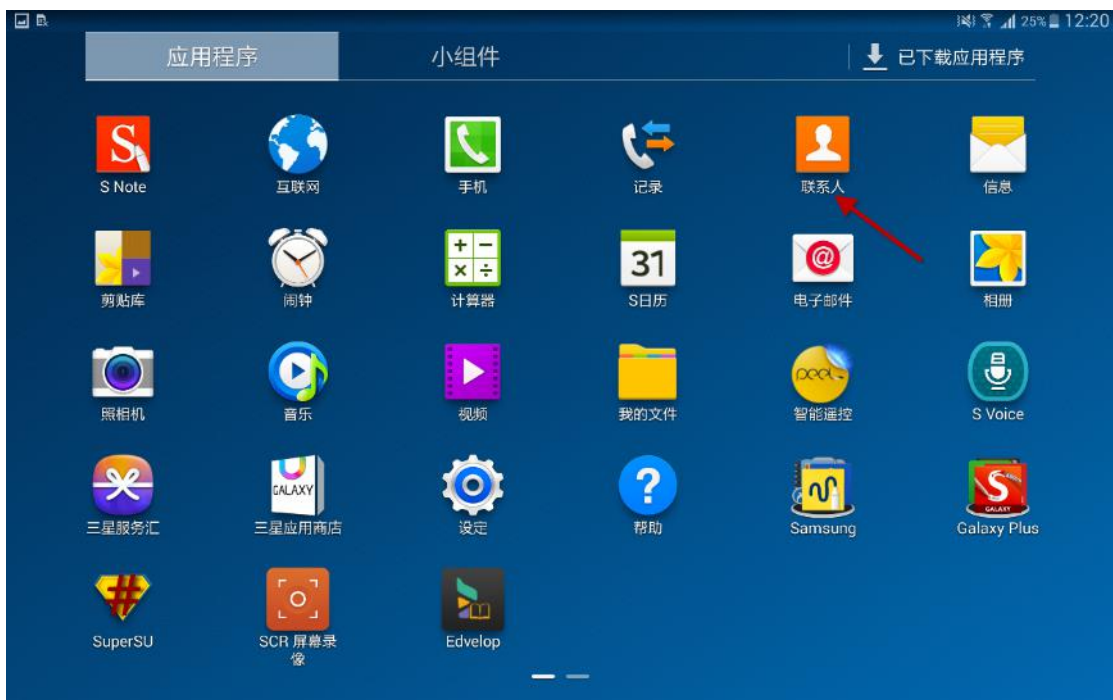 25% 12:20
应用程序 小组件 已下载应用程序
S Note 互联网 手机 记录 联系人 信息
31
剪贴库 闹钟 计算器 S日历 电子邮件 相册
peel
照相机 音乐 视频 我的文件 智能遥控 S Voice
GALAXY
GALAXY
三星服务汇 三星应用商店 设定 帮助 Samsung Galaxy Plus
SuperSU SCR 屏幕录 Edvelop
像